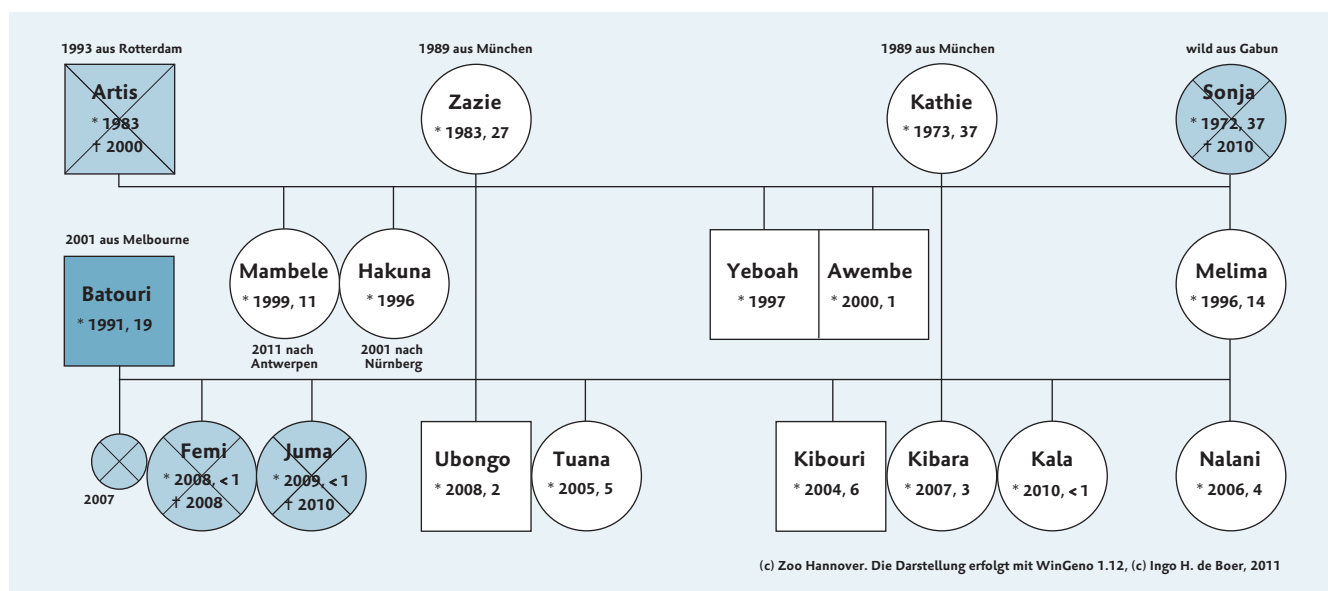 1993 aus Rotterdam
Artis
* 1983
† 2000
1989 aus München
Zazie
* 1983, 27
1989 aus München
Kathie
* 1973, 37
wild aus Gabun
Sonja
* 1972, 37
† 2010
2001 aus Melbourne
Batouri
* 1991, 19
Mambele
* 1999, 11
2011 nach
Antwerpen
Hakuna
* 1996
2001 nach
Nürnberg
Yeboah
* 1997
Awembe
* 2000, 1
Melima
* 1996, 14
2007
Femi
* 2008, < 1
† 2008
Juma
* 2009, < 1
† 2010
Ubongo
* 2008, 2
Tuana
* 2005, 5
Kibouri
* 2004, 6
Kibara
* 2007, 3
Kala
* 2010, < 1
Nalani
* 2006, 4
(c) Zoo Hannover. Die Darstellung erfolgt mit WinGeno 1.12, (c) Ingo H. de Boer, 2011